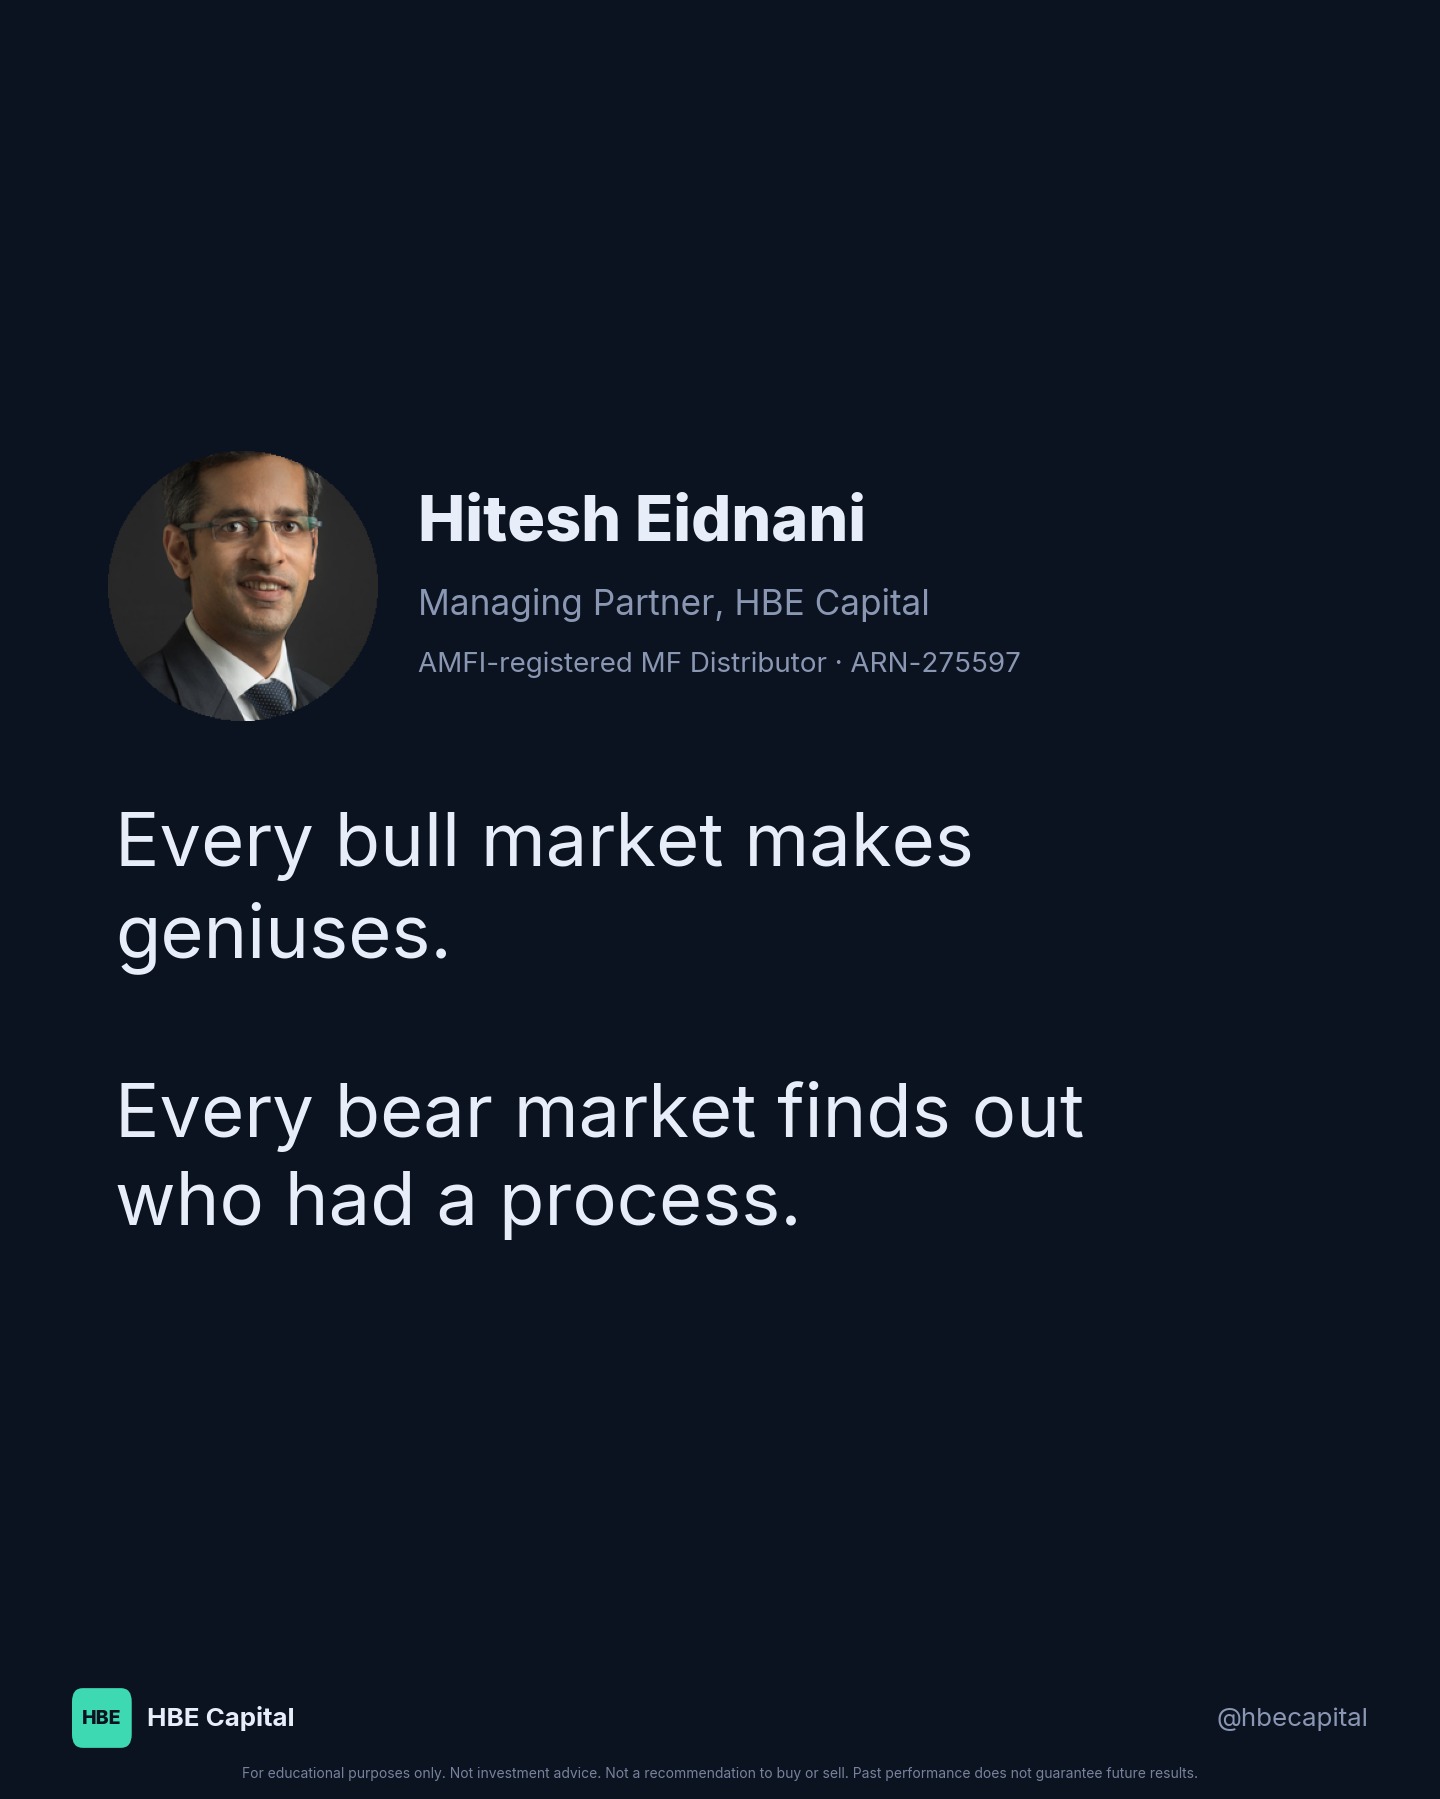 Hitesh Eidnani
Managing Partner, HBE Capital
AMFI-registered MF Distributor · ARN-275597
Every bull market makes
geniuses.
Every bear market finds out
who had a process.
HBE
HBE Capital
@hbecapital
For educational purposes only. Not investment advice. Not a recommendation to buy or sell. Past performance does not guarantee future results.